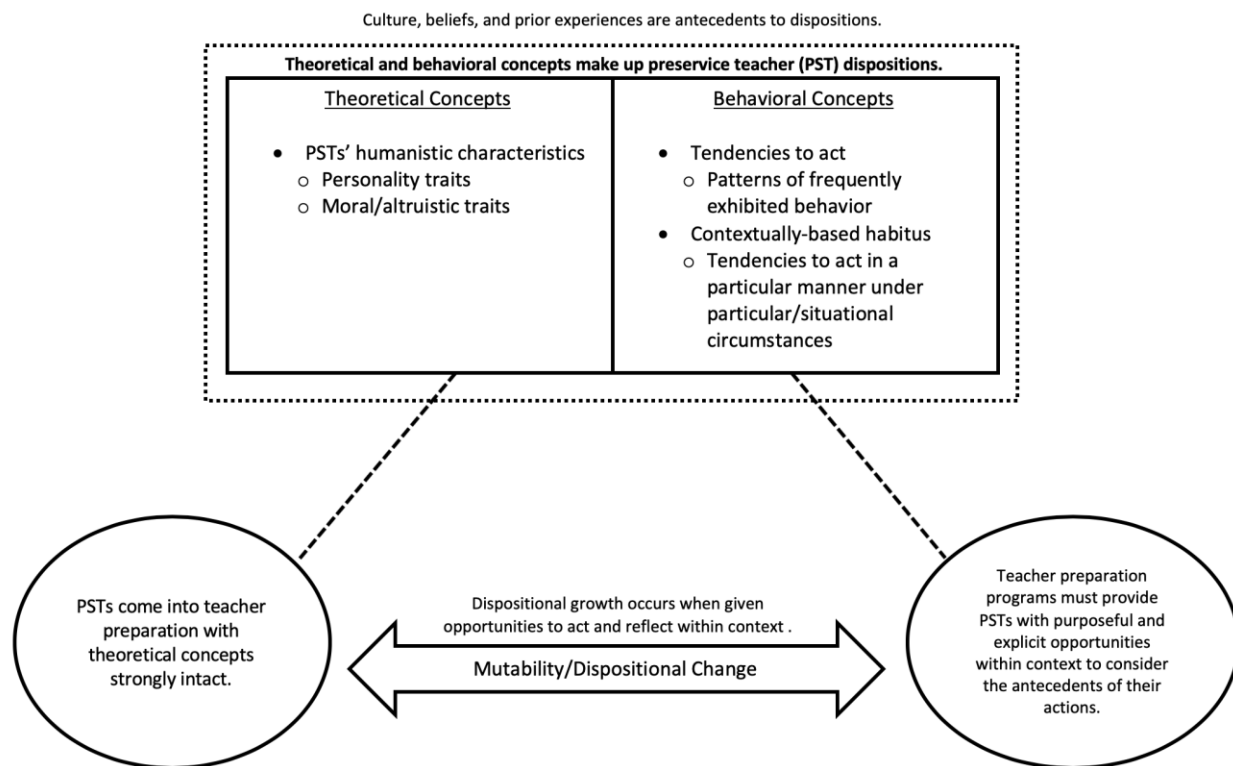 Culture, beliefs, and prior experiences are antecedents to dispositions.
Theoretical and behavioral concepts make up preservice teacher (PST) dispositions.
Theoretical Concepts
• PSTs' humanistic characteristics
o Personality traits
o Moral/altruistic traits
Behavioral Concepts
• Tendencies to act
o Patterns of frequently
exhibited behavior
• Contextually-based habitus
o Tendencies to act in a
particular manner under
particular/situational
circumstances
PSTs come into teacher
preparation with
theoretical concepts
strongly intact.
Dispositional growth occurs when given
opportunities to act and reflect within context .
Mutability/Dispositional Change
Teacher preparation
programs must provide
PSTs with purposeful and
explicit opportunities
within context to consider
the antecedents of their
actions.